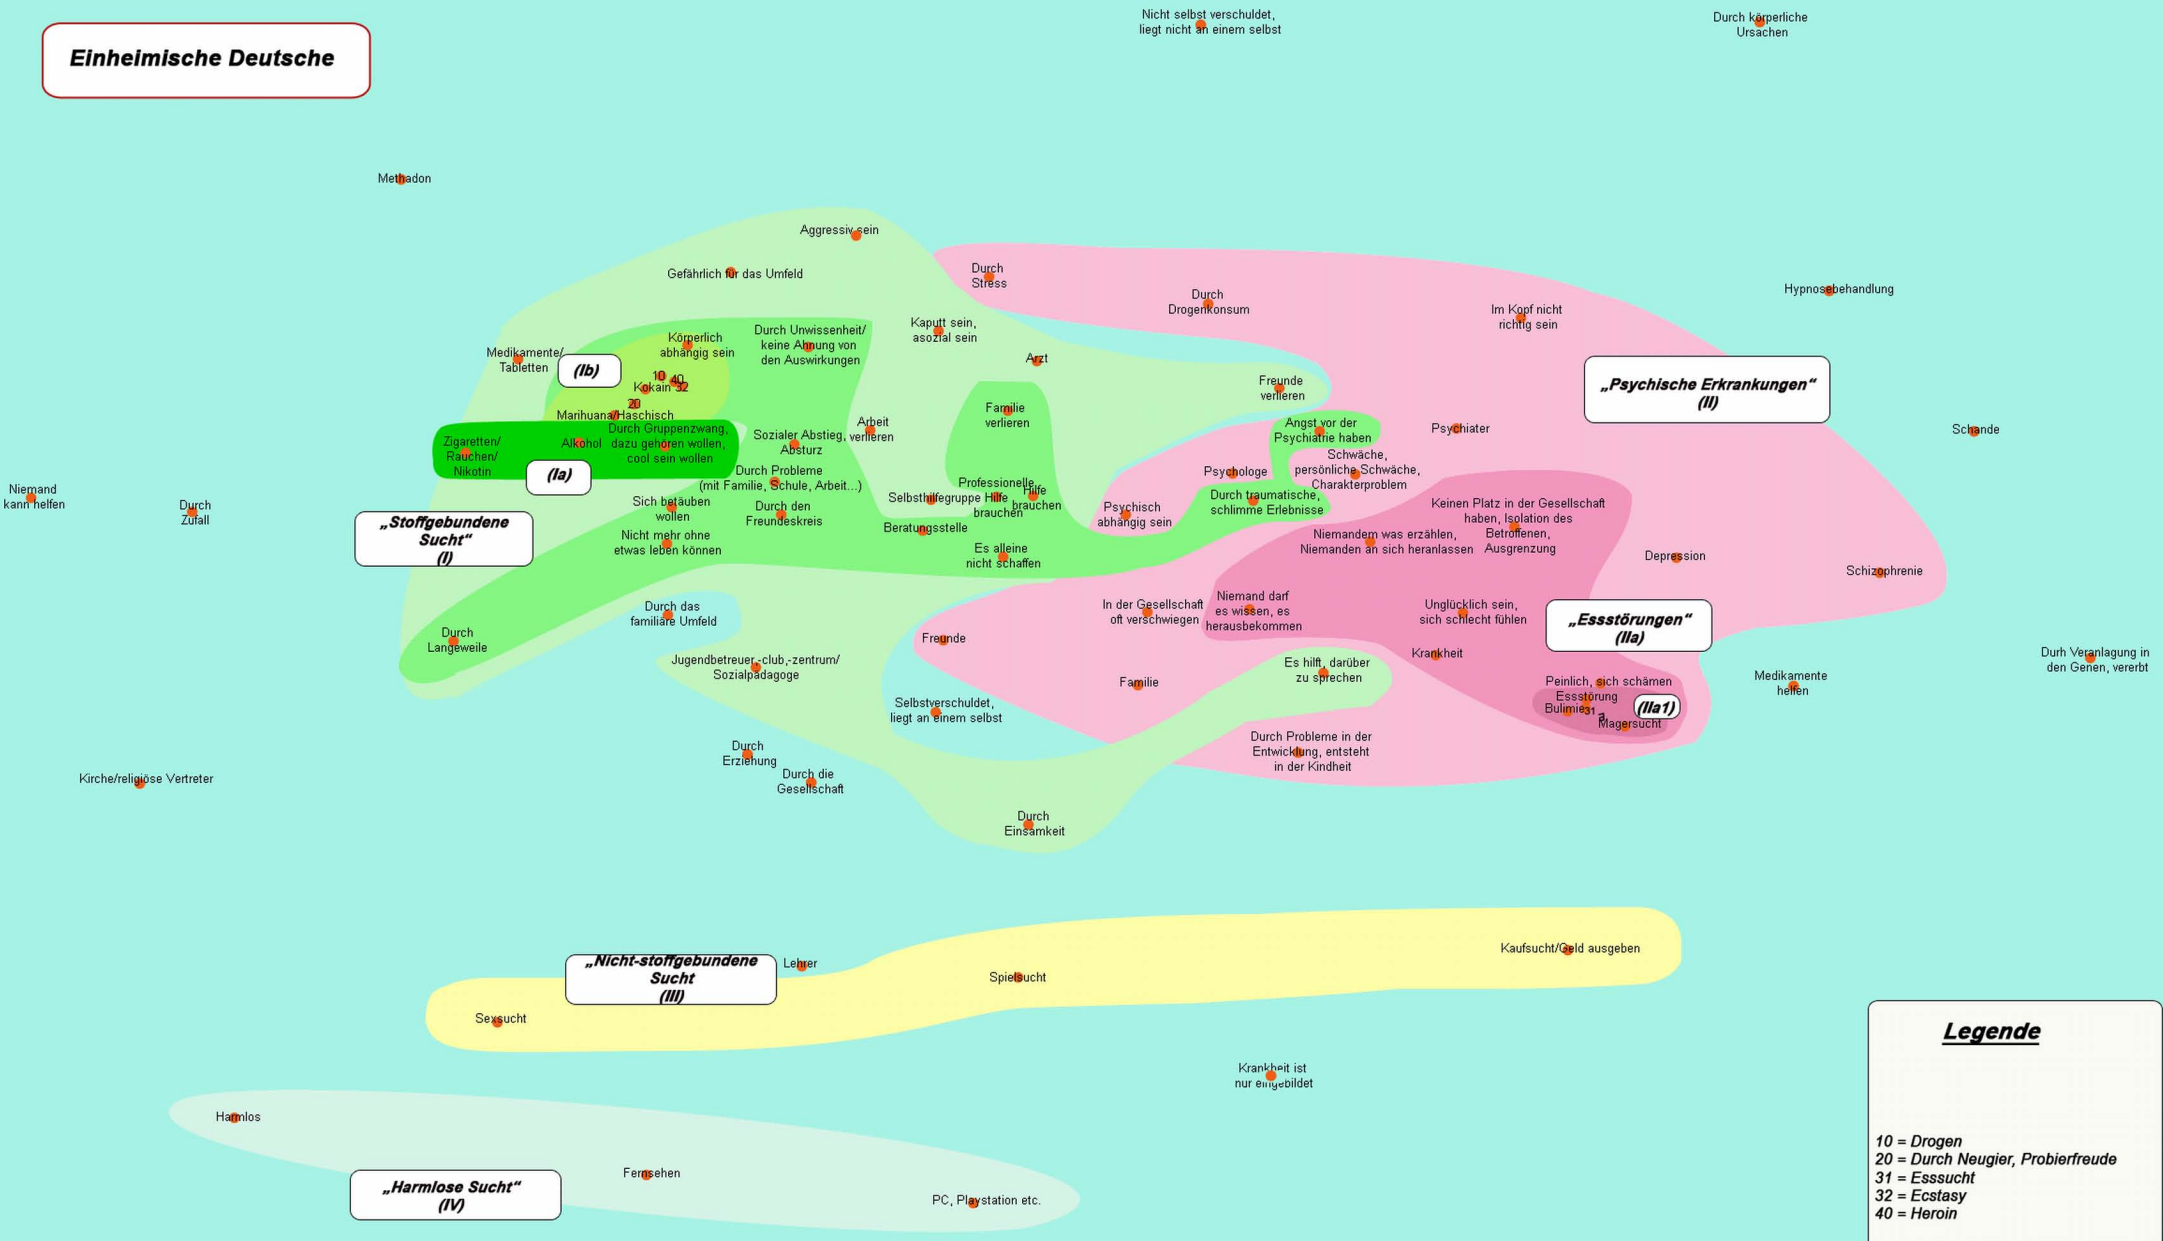 Nicht selbst verschuldet,
liegt nicht an einem selbst
Durch körperliche
Ursachen
Einheimische Deutsche
Methadon
Aggressiv sein
Gefährlich für das Umfeld
Durch
Stress
Durch
Drogenkonsum
Im Kopf nicht
richtig sein
Hypnosebehandlung
Kaputt sein,
asozial sein
Durch Unwissenheit/
keine Ahnung von
den Auswirkungen
Körperlich
abhängig sein
Medikamente/
Tabletten
(Ib)
Arzt
10
40
Kokain
32
20
Marihuana/Haschisch
Freunde
verlieren
„Psychische Erkrankungen“
(II)
Familie
verlieren
Arbeit
verlieren
Angst vor der
Psychiatrie haben
Psychiater
Schande
Zigaretten/
Rauchen/
Nikotin
Alkohol
Durch Gruppenzwang,
dazu gehören wollen,
cool sein wollen
Sozialer Abstieg,
Absturz
(Ia)
Durch Probleme
(mit Familie, Schule, Arbeit...)
Psychologe
Schwäche,
persönliche Schwäche,
Charakterproblem
Niemand
kann helfen
Durch
Zufall
Sich betäuben
wollen
Durch den
Freundeskreis
Selbsthilfegruppe
Professionelle
Hilfe
brauchen
Hilfe
brauchen
Psychisch
abhängig sein
Durch traumatische,
schlimme Erlebnisse
Keinen Platz in der Gesellschaft
haben, Isolation des
Betroffenen,
Ausgrenzung
„Stoffgebundene
Sucht“
(I)
Nicht mehr ohne
etwas leben können
Beratungsstelle
Es alleine
nicht schaffen
Niemandem was erzählen,
Niemanden an sich heranlassen
Depression
Schizophrenie
Durch das
familiäre Umfeld
In der Gesellschaft
oft verschwiegen
Niemand darf
es wissen, es
herausbekommen
Unglücklich sein,
sich schlecht fühlen
„Essstörungen“
(IIa)
Durch
Langeweile
Freunde
Krankheit
Jugendbetreuer,-club,-zentrum/
Sozialpädagoge
Es hilft, darüber
zu sprechen
Durh Veranlagung in
den Genen, vererbt
Familie
Peinlich, sich schämen
Essstörung
Bulimie
31
Magersucht
(IIa1)
Medikamente
helfen
Selbstverschuldet,
liegt an einem selbst
Durch
Erziehung
Durch Probleme in der
Entwicklung, entsteht
in der Kindheit
Kirche/religiöse Vertreter
Durch die
Gesellschaft
Durch
Einsamkeit
Kaufsucht/Geld ausgeben
„Nicht-stoffgebundene
Sucht
(III)
Lehrer
Spielsucht
Sexsucht
Krankheit ist
nur eingebildet
Harmlos
Fernsehen
„Harmlose Sucht“
(IV)
PC, Playstation etc.
Legende
10 = Drogen
20 = Durch Neugier, Probierfreude
31 = Esssucht
32 = Ecstasy
40 = Heroin